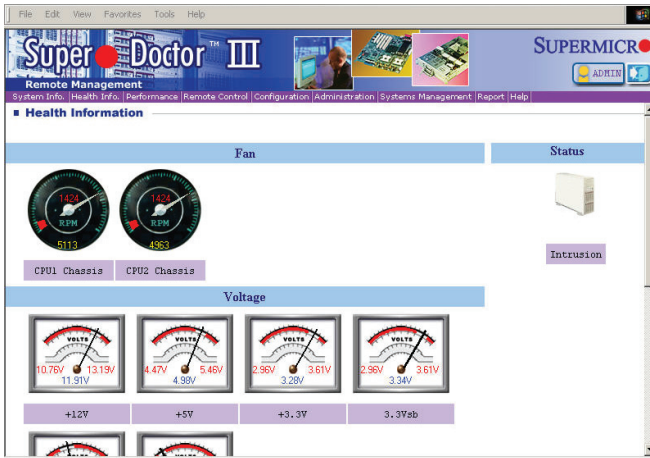 File Edit View Favorites Tools Help
Super Doctor™ III
Remote Management
SUPERMICR
ADMIN
System Info. |Health Info. |Performance |Remote Control |Configuration |Administration |Systems Management |Report |Help|
Health Information
Fan
Status
1424
RPM
5113
1424
RPM
4963
CPU1 Chassis
CPU2 Chassis
Intrusion
Voltage
VOLTS
10.76V 13.19V
11.91V
VOLTS
4.47V 5.46V
4.98V
VOLTS
2.96V 3.61V
3.28V
VOLTS
2.96V 3.61V
3.34V
+12V
+5V
+3.3V
3.3Vsb